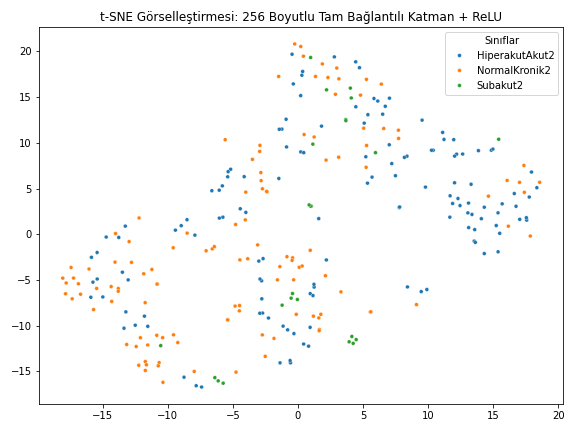 t-SNE Görselleştirmesi: 256 Boyutlu Tam Bağlantılı Katman + ReLU
Sınıflar
HiperakutAkut2
NormalKronik2
Subakut2
20
15
10
5
0
−5
−10
−15
−15 −10 −5 0 5 10 15 20